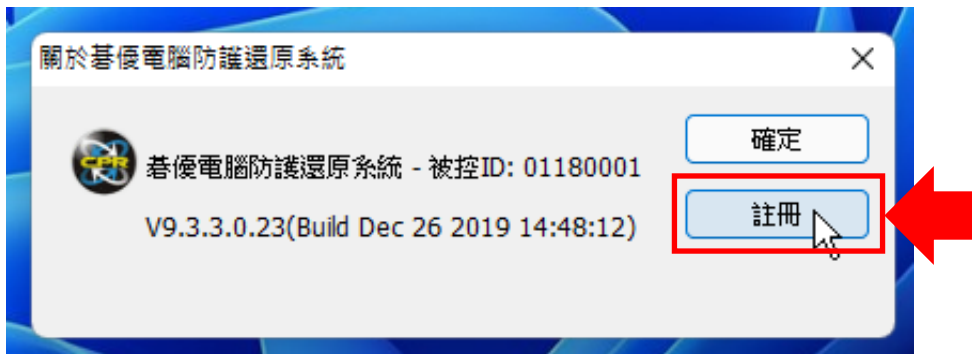 關於碁優電腦防護還原系統
確定
CPR
碁優電腦防護還原系統 - 被控ID: 01180001
註冊
V9.3.3.0.23(Build Dec 26 2019 14:48:12)